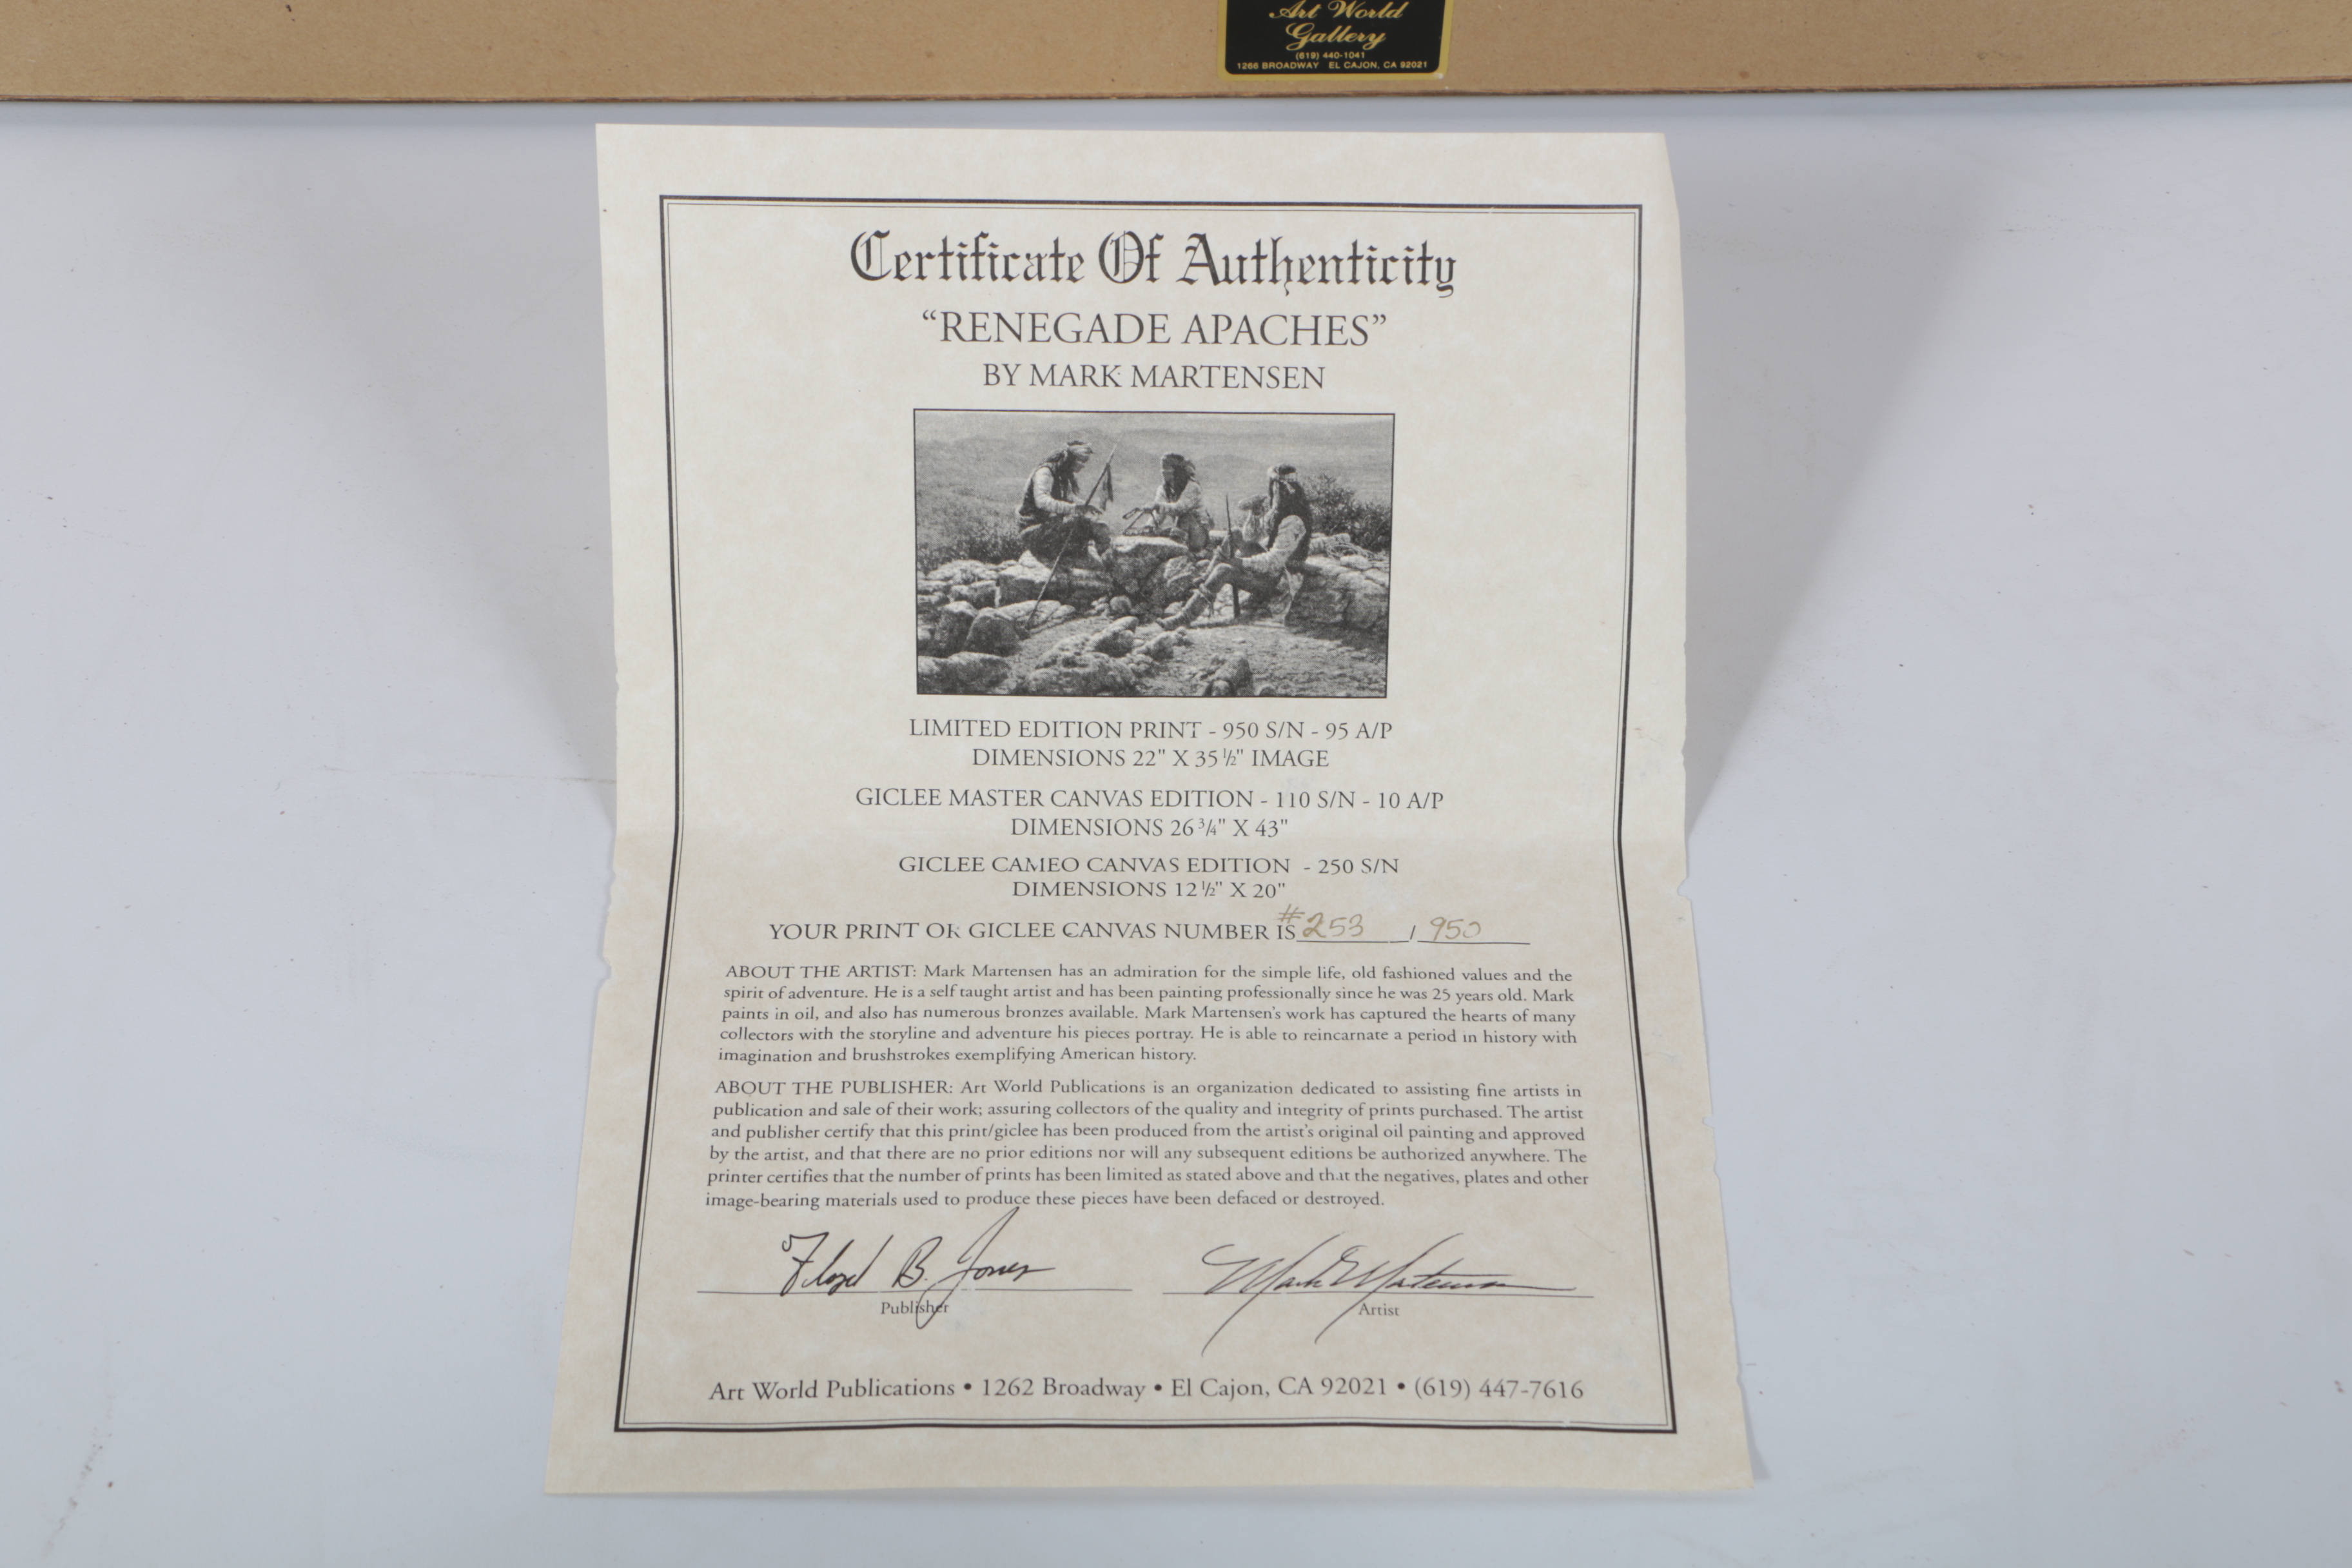 Art World
Gallery
(619) 440-1041
1266 BROADWAY EL CAJON, CA 92021
Certificate Of Authenticity
“RENEGADE APACHES”
BY MARK MARTENSEN
LIMITED EDITION PRINT - 950 S/N - 95 A/P
DIMENSIONS 22" X 35 ½" IMAGE
GICLEE MASTER CANVAS EDITION - 110 S/N - 10 A/P
DIMENSIONS 26 ¾" X 43"
GICLEE CAMEO CANVAS EDITION - 250 S/N
DIMENSIONS 12 ½" X 20"
YOUR PRINT OR GICLEE CANVAS NUMBER IS #253 / 950
ABOUT THE ARTIST: Mark Martensen has an admiration for the simple life, old fashioned values and the
spirit of adventure. He is a self taught artist and has been painting professionally since he was 25 years old. Mark
paints in oil, and also has numerous bronzes available. Mark Martensen's work has captured the hearts of many
collectors with the storyline and adventure his pieces portray. He is able to reincarnate a period in history with
imagination and brushstrokes exemplifying American history.
ABOUT THE PUBLISHER: Art World Publications is an organization dedicated to assisting fine artists in
publication and sale of their work; assuring collectors of the quality and integrity of prints purchased. The artist
and publisher certify that this print/giclee has been produced from the artist's original oil painting and approved
by the artist, and that there are no prior editions nor will any subsequent editions be authorized anywhere. The
printer certifies that the number of prints has been limited as stated above and that the negatives, plates and other
image-bearing materials used to produce these pieces have been defaced or destroyed.
Floyd B. Jones Mark E Martensen
Publisher Artist
Art World Publications • 1262 Broadway • El Cajon, CA 92021 • (619) 447-7616